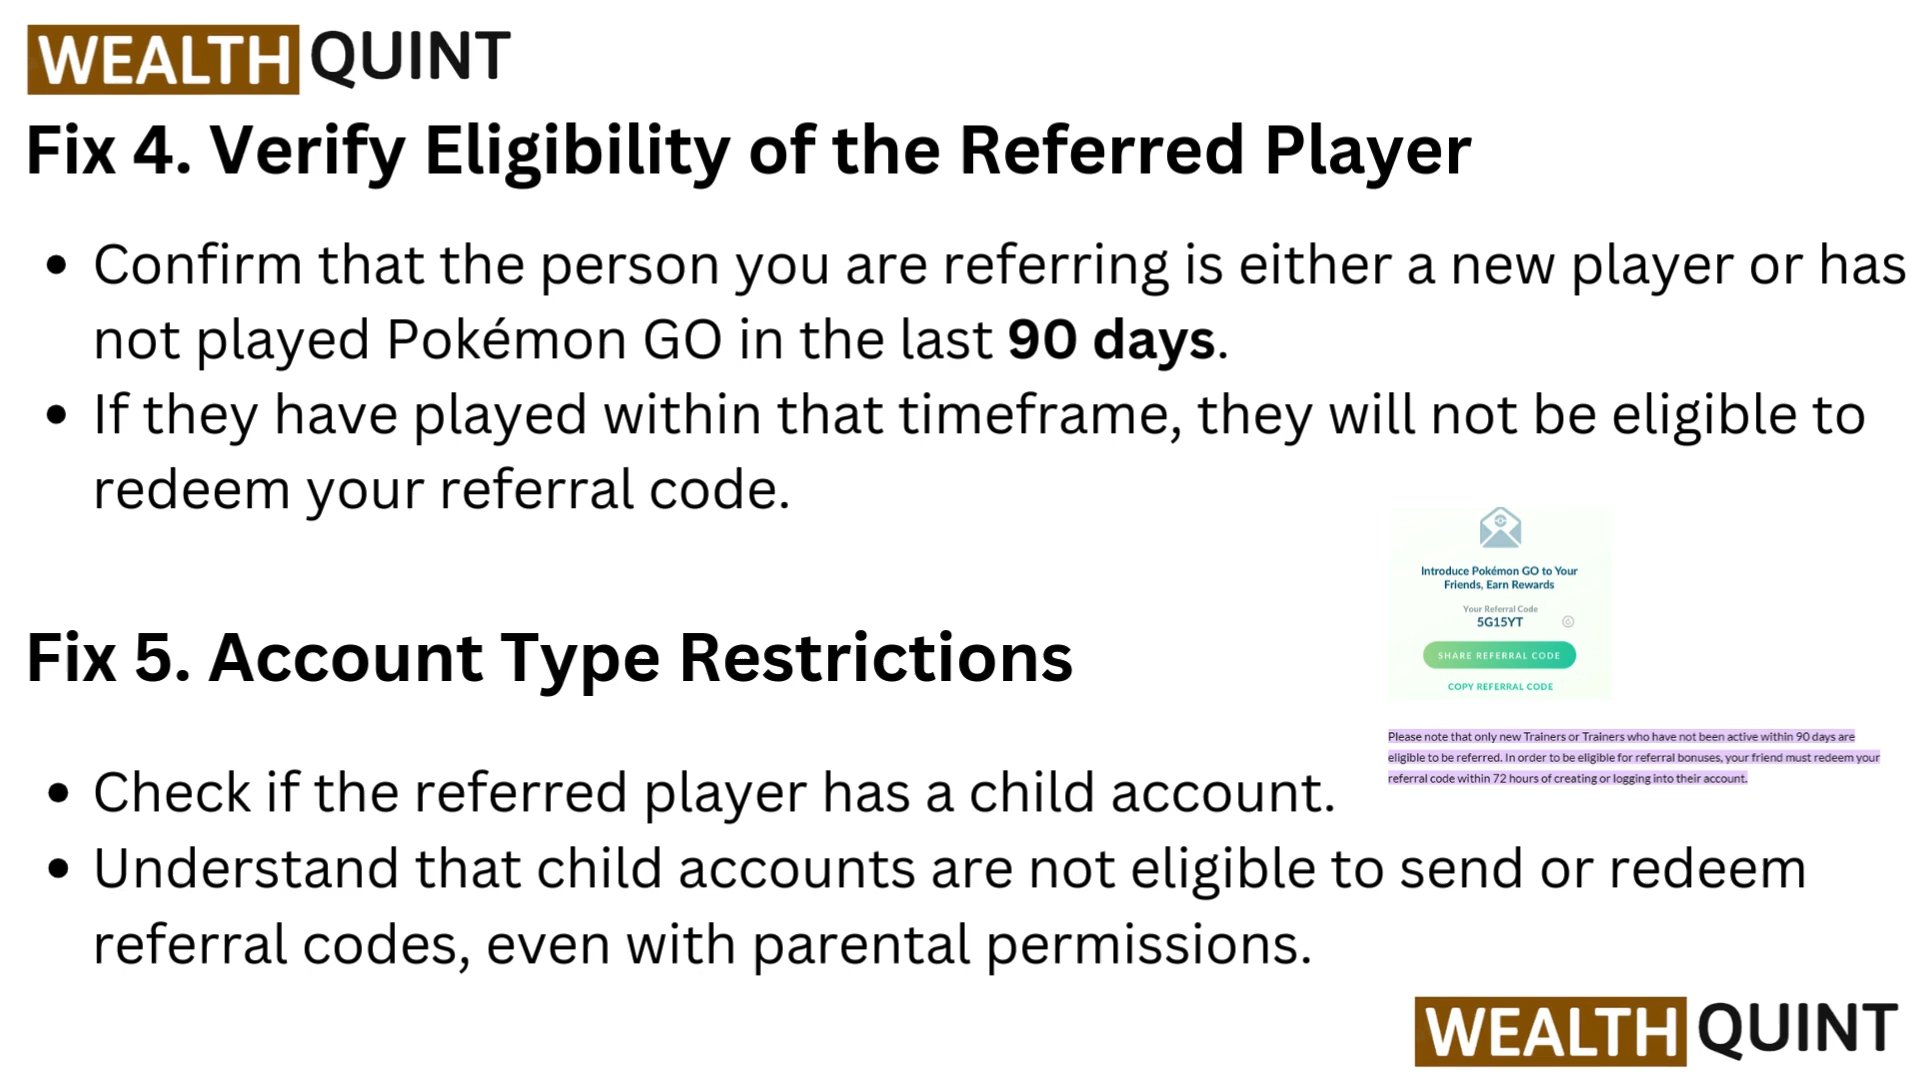 WEALTH QUINT
Fix 4. Verify Eligibility of the Referred Player
• Confirm that the person you are referring is either a new player or has
not played Pokémon GO in the last 90 days.
• If they have played within that timeframe, they will not be eligible to
redeem your referral code.
Introduce Pokémon GO to Your
Friends, Earn Rewards
Your Referral Code
5G15YT
SHARE REFERRAL CODE
COPY REFERRAL CODE
Please note that only new Trainers or Trainers who have not been active within 90 days are
eligible to be referred. In order to be eligible for referral bonuses, your friend must redeem your
referral code within 72 hours of creating or logging into their account.
Fix 5. Account Type Restrictions
• Check if the referred player has a child account.
• Understand that child accounts are not eligible to send or redeem
referral codes, even with parental permissions.
WEALTH QUINT